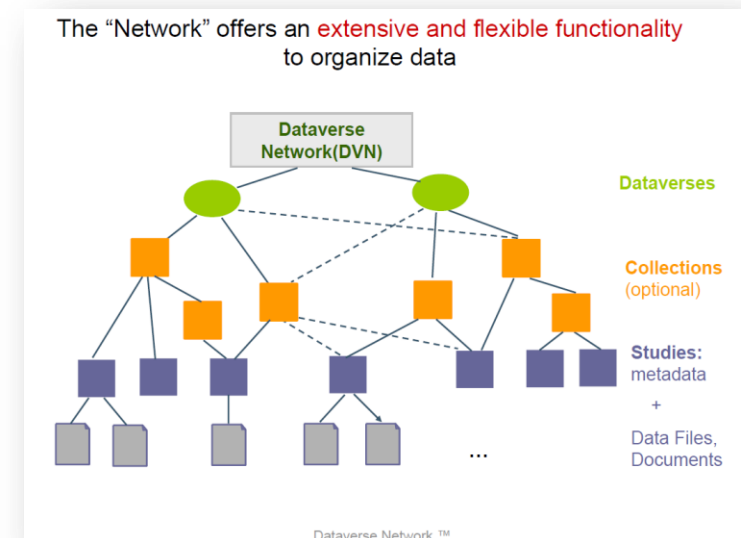 The “Network” offers an extensive and flexible functionality
to organize data
Dataverse
Network(DVN)
Dataverses
Collections
(optional)
Studies:
metadata
+
Data Files,
Documents
...
Dataverse Network ™